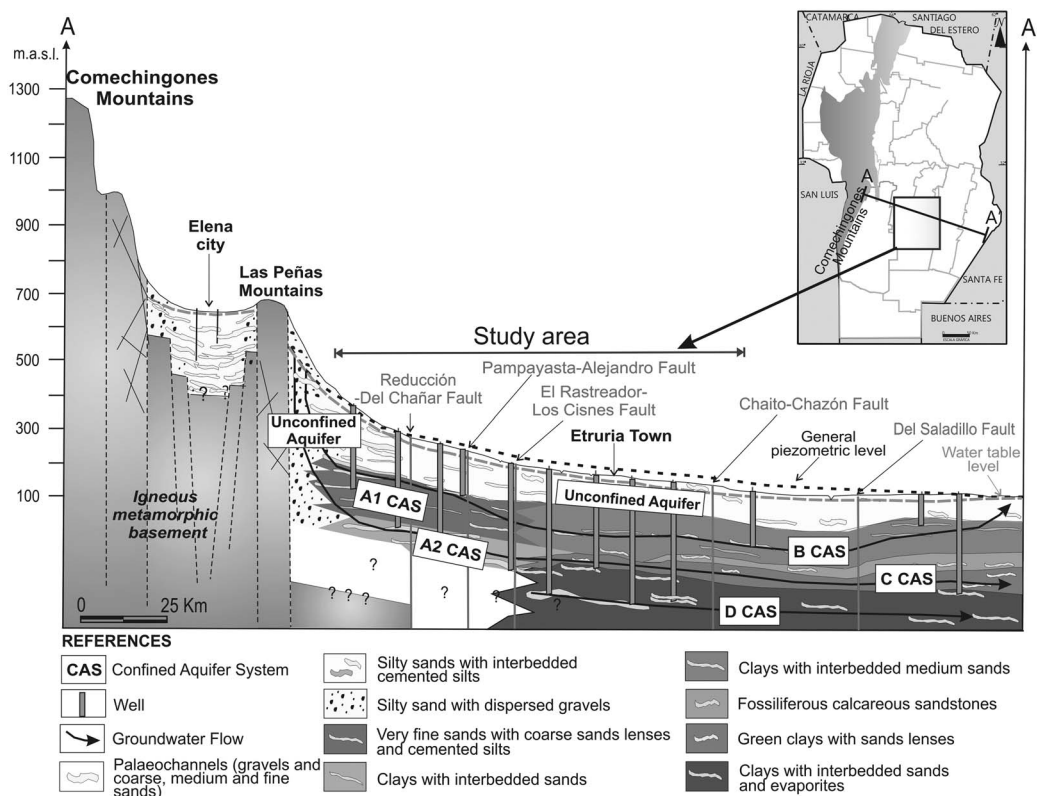 A
m.a.s.l.
1300
1100
900
700
500
300
100
Comechingones
Mountains
Elena
city
Las Peñas
Mountains
Study area
Reducción
-Del Chañar Fault
Pampayasta-Alejandro Fault
El Rastreador-
Los Cisnes Fault
Etruria Town
Chaito-Chazón Fault
General
piezometric level
Del Saladillo Fault
Water table
level
Unconfined
Aquifer
Unconfined Aquifer
A1 CAS
A2 CAS
B CAS
C CAS
D CAS
Igneous
metamorphic
basement
?
?
?
?
? ? ?
?
?
?
0
25 Km
A
CATAMARCA
SANTIAGO
DEL ESTERO
LA RIOJA
SAN LUIS
A
A'
Comechingones
Mountains
SANTA FE
BUENOS AIRES
REFERENCES
CAS Confined Aquifer System
Well
Groundwater Flow
Palaeochannels (gravels and
coarse, medium and fine
sands)
Silty sands with interbedded
cemented silts
Silty sand with dispersed gravels
Very fine sands with coarse sands lenses
and cemented silts
Clays with interbedded sands
Clays with interbedded medium sands
Fossiliferous calcareous sandstones
Green clays with sands lenses
Clays with interbedded sands
and evaporites